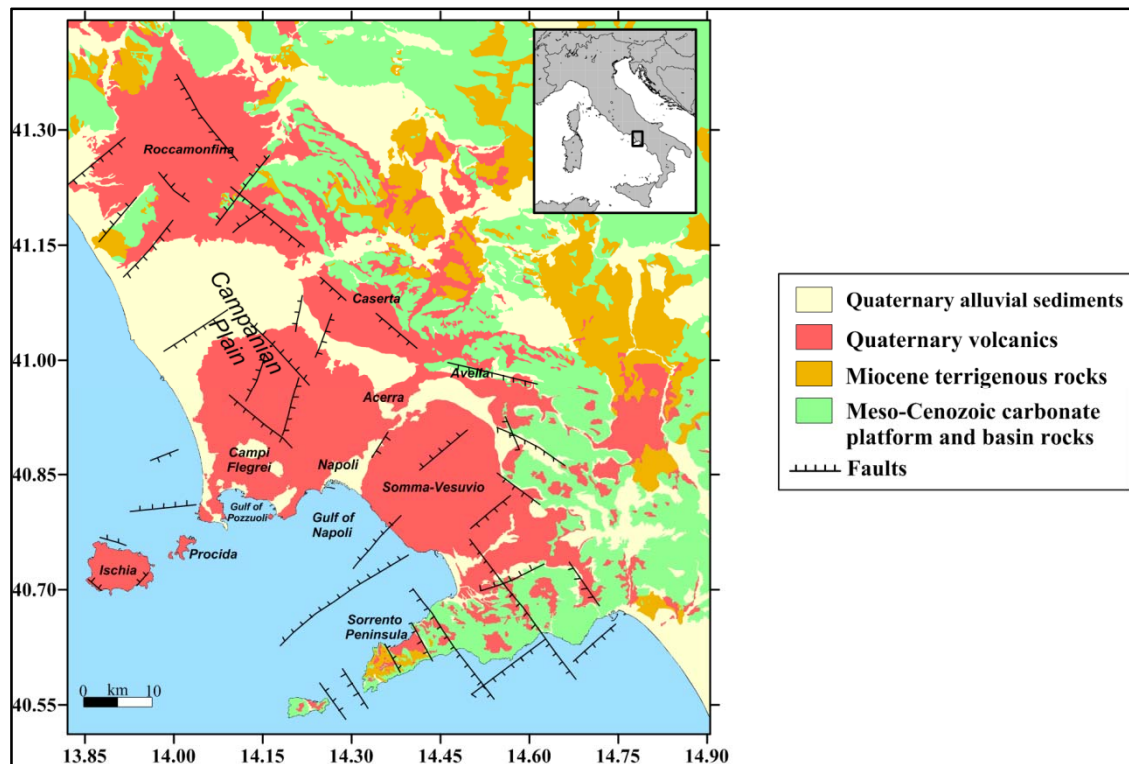 41.30
41.15
41.00
40.85
40.70
40.55
Roccamonfina
Campanian
Plain
Caserta
Avella
Acerra
Campi
Flegrei
Napoli
Somma-Vesuvio
Gulf of
Pozzuoli
Gulf of
Napoli
Procida
Ischia
Sorrento
Peninsula
0 km 10
13.85 14.00 14.15 14.30 14.45 14.60 14.75 14.90
Quaternary alluvial sediments
Quaternary volcanics
Miocene terrigenous rocks
Meso-Cenozoic carbonate
platform and basin rocks
Faults